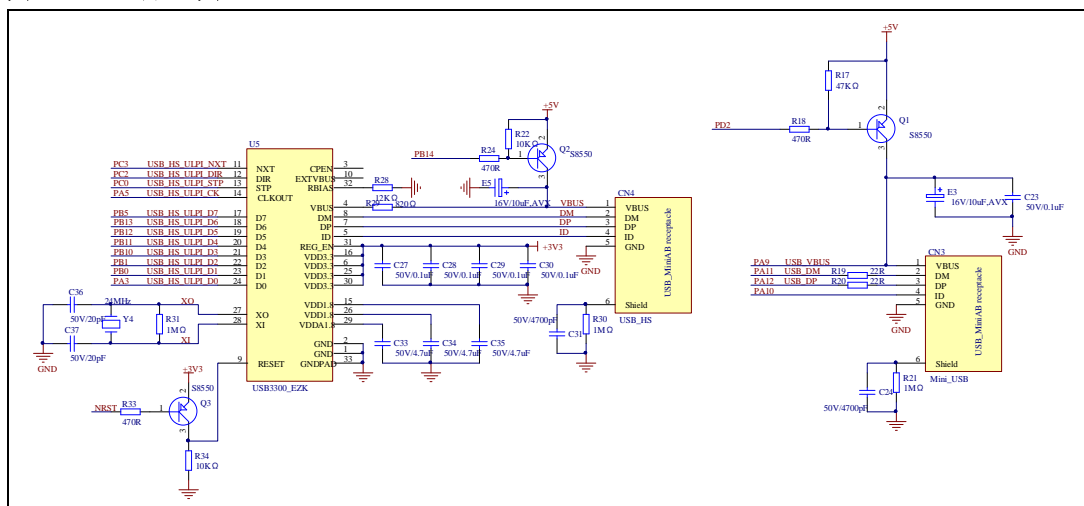 +5V
R17
47KΩ
PD2
R18
470R
1
2
3
Q1
S8550
E3
16V/10uF,AVX
C23
50V/0.1uF
GND
CN3
PA9 USB_VBUS 1 VBUS
PA11 USB_DM R19 22R 2 DM
PA12 USB_DP R20 22R 3 DP
PA10 4 ID
5 GND
GND
USB_MiniAB receptacle
6 Shield
Mini_USB
R21
1MΩ
C24
50V/4700pF
+5V
R22
10KΩ
PB14
R24
470R
1
2
3
Q2
S8550
E5
16V/10uF,AVX
U5
PC3 USB_HS_ULPI_NXT 11 NXT
PC2 USB_HS_ULPI_DIR 12 DIR
PC0 USB_HS_ULPI_STP 13 STP
PA5 USB_HS_ULPI_CK 14 CLKOUT
PB5 USB_HS_ULPI_D7 17 D7
PB13 USB_HS_ULPI_D6 18 D6
PB12 USB_HS_ULPI_D5 19 D5
PB11 USB_HS_ULPI_D4 20 D4
PB10 USB_HS_ULPI_D3 21 D3
PB1 USB_HS_ULPI_D2 22 D2
PB0 USB_HS_ULPI_D1 23 D1
PA3 USB_HS_ULPI_D0 24 D0
XO 27 XO
XI 28 XI
9 RESET
CPEN 3
EXTVBUS 10
RBIAS 32
R28
12KΩ
R29
820Ω
VBUS 4
DM 8
DP 7
ID 5
REG_EN 31
VDD3.3 6
VDD3.3 16
VDD3.3 25
VDD3.3 30
VDD1.8 15
VDD1.8 26
VDDA1.8 29
GND 2
GND 1
GNDPAD 33
USB3300_EZK
C36
50V/20pF
C37
50V/20pF
24MHz
Y4
R31
1MΩ
GND
+3V3
S8550
2
Q3
NRST
R33
470R
1
3
R34
10KΩ
+3V3
C27
50V/0.1uF
C28
50V/0.1uF
C29
50V/0.1uF
C30
50V/0.1uF
C33
50V/4.7uF
C34
50V/4.7uF
C35
50V/4.7uF
CN4
VBUS 1 VBUS
DM 2 DM
DP 3 DP
ID 4 ID
5 GND
GND
USB_MiniAB receptacle
6 Shield
USB_HS
50V/4700pF
C31
R30
1MΩ